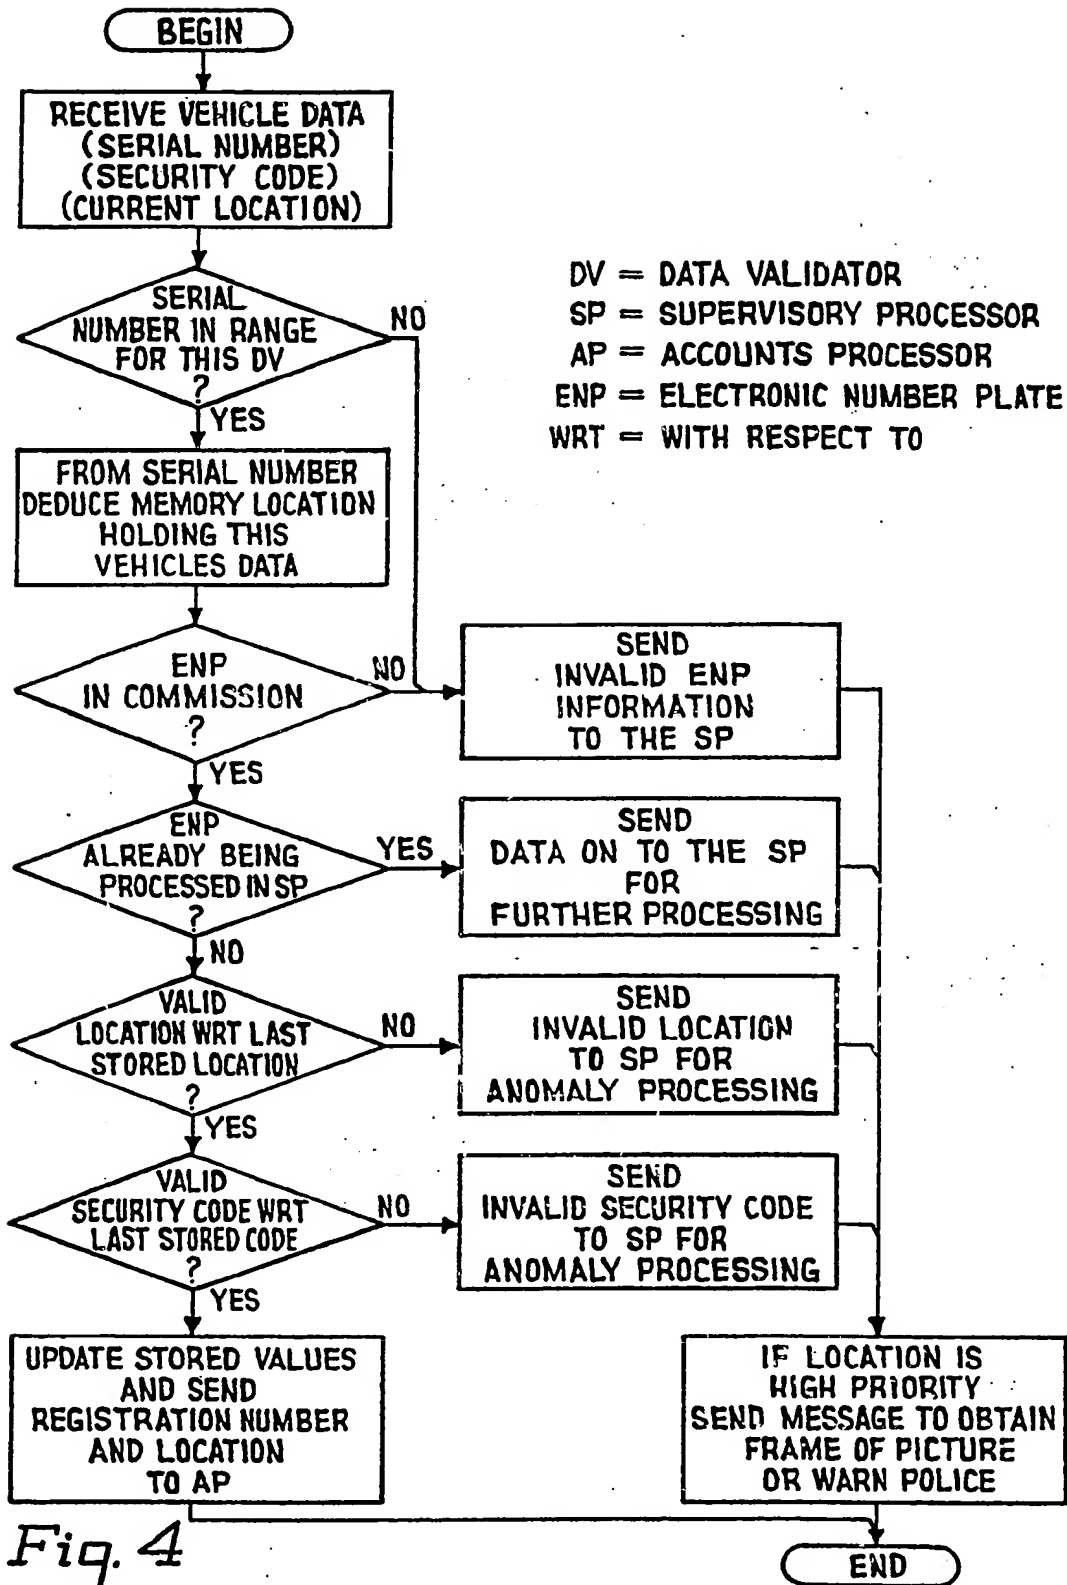 BEGIN
RECEIVE VEHICLE DATA
(SERIAL NUMBER)
(SECURITY CODE)
(CURRENT LOCATION)
SERIAL
NUMBER IN RANGE
FOR THIS DV
?
NO
YES
DV = DATA VALIDATOR
SP = SUPERVISORY PROCESSOR
AP = ACCOUNTS PROCESSOR
ENP = ELECTRONIC NUMBER PLATE
WRT = WITH RESPECT TO
FROM SERIAL NUMBER
DEDUCE MEMORY LOCATION
HOLDING THIS
VEHICLES DATA
ENP
IN COMMISSION
?
NO
YES
SEND
INVALID ENP
INFORMATION
TO THE SP
ENP
ALREADY BEING
PROCESSED IN SP
?
YES
NO
SEND
DATA ON TO THE SP
FOR
FURTHER PROCESSING
VALID
LOCATION WRT LAST
STORED LOCATION
?
NO
YES
SEND
INVALID LOCATION
TO SP FOR
ANOMALY PROCESSING
VALID
SECURITY CODE WRT
LAST STORED CODE
?
NO
YES
SEND
INVALID SECURITY CODE
TO SP FOR
ANOMALY PROCESSING
UPDATE STORED VALUES
AND SEND
REGISTRATION NUMBER
AND LOCATION
TO AP
IF LOCATION IS
HIGH PRIORITY
SEND MESSAGE TO OBTAIN
FRAME OF PICTURE
OR WARN POLICE
END
Fig. 4